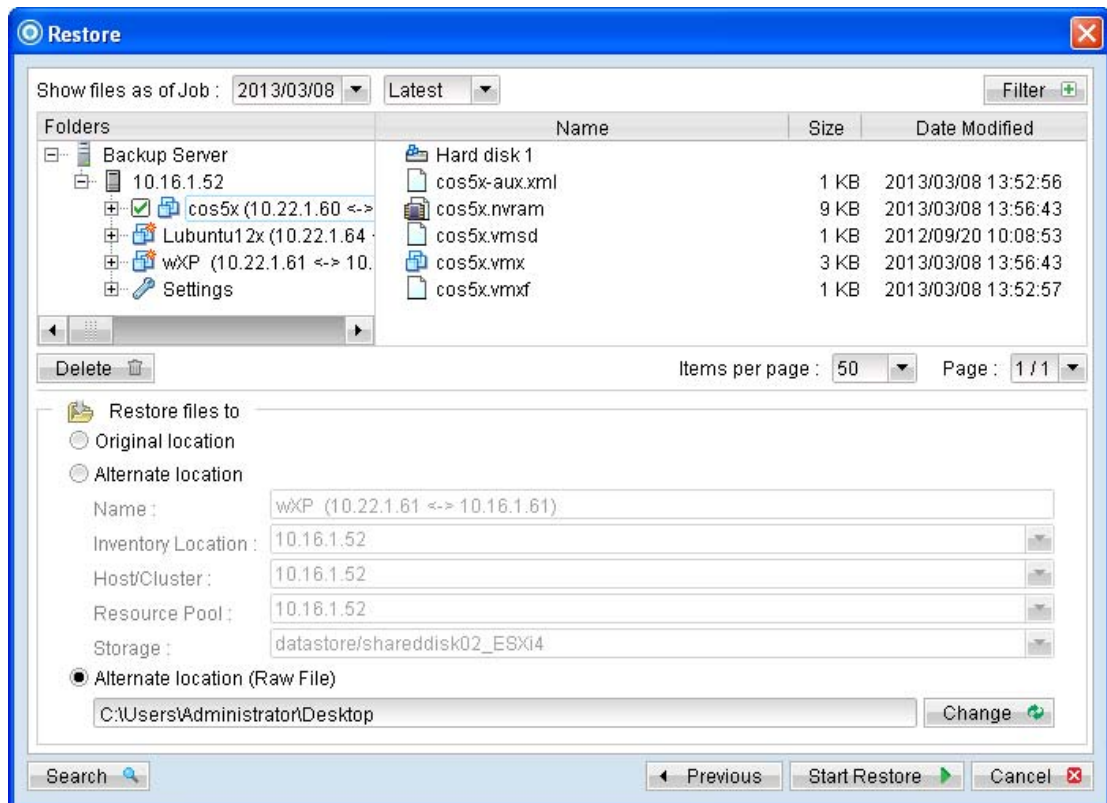 Restore
Show files as of Job : 2013/03/08 Latest Filter
Folders Name Size Date Modified
Backup Server Hard disk 1
10.16.1.52 cos5x-aux.xml 1 KB 2013/03/08 13:52:56
cos5x (10.22.1.60 <-> cos5x.nvram 9 KB 2013/03/08 13:56:43
Lubuntu12x (10.22.1.64 cos5x.vmsd 1 KB 2012/09/20 10:08:53
wXP (10.22.1.61 <-> 10. cos5x.vmx 3 KB 2013/03/08 13:56:43
Settings cos5x.vmxf 1 KB 2013/03/08 13:52:57
Delete Items per page : 50 Page : 1 / 1
Restore files to
Original location
Alternate location
Name : wXP (10.22.1.61 <-> 10.16.1.61)
Inventory Location : 10.16.1.52
Host/Cluster : 10.16.1.52
Resource Pool : 10.16.1.52
Storage : datastore/shareddisk02_ESXi4
Alternate location (Raw File)
C:\Users\Administrator\Desktop Change
Search Previous Start Restore Cancel